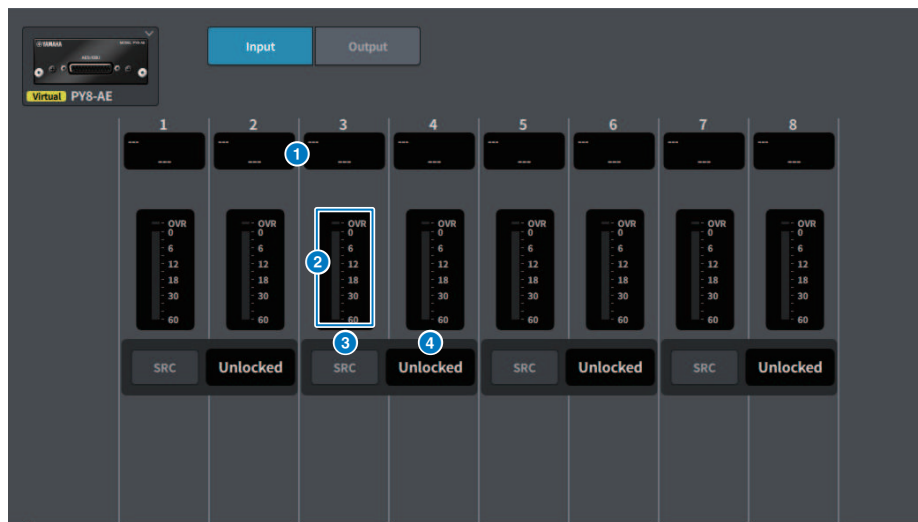 YAMAHA
Input
Output
Virtual PY8-AE
1 2 3 4 5 6 7 8
--- --- --- --- --- --- --- ---
1
--- --- --- --- --- --- --- ---
OVR OVR OVR OVR OVR OVR OVR OVR
0 0 0 0 0 0 0 0
6 6 6 6 6 6 6 6
2
12 12 12 12 12 12 12 12
18 18 18 18 18 18 18 18
30 30 30 30 30 30 30 30
60 60 60 60 60 60 60 60
3 4
SRC Unlocked SRC Unlocked SRC Unlocked SRC Unlocked